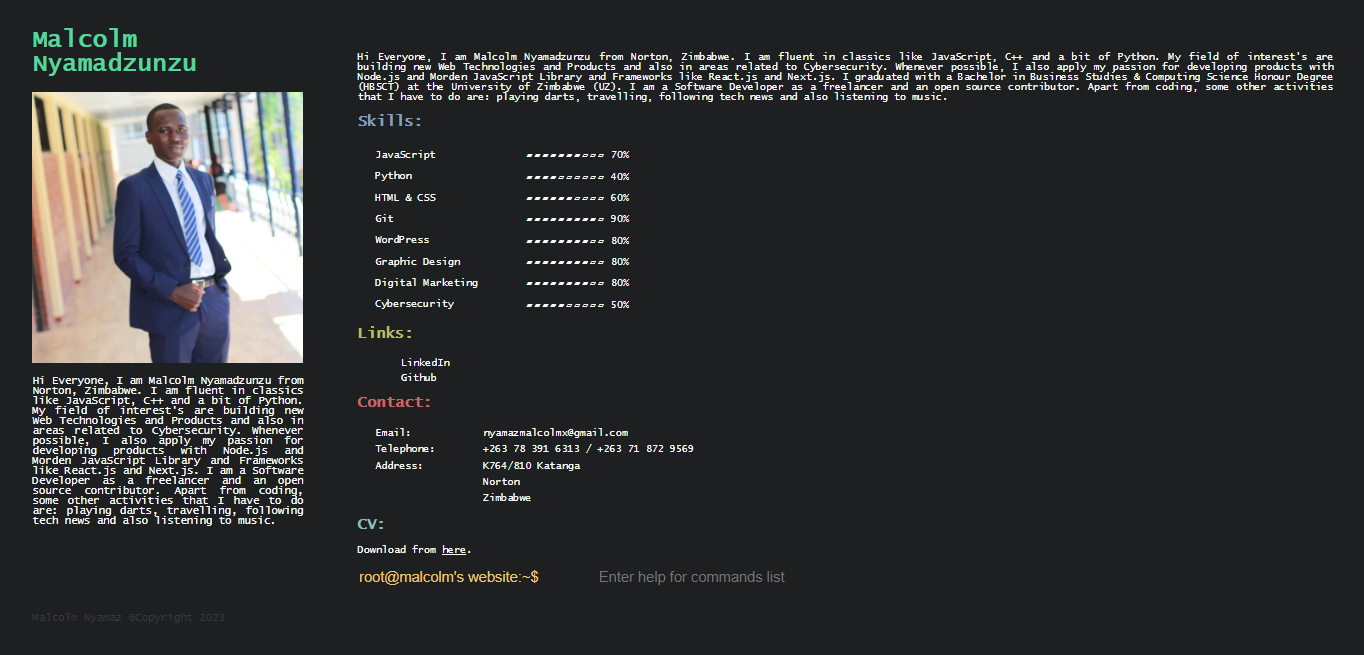 Malcolm
Nyamadzunzu
Hi Everyone, I am Malcolm Nyamadzunzu from
Norton, Zimbabwe. I am fluent in classics
like JavaScript, C++ and a bit of Python.
My field of interest's are building new
Web Technologies and Products and also in
areas related to Cybersecurity. Whenever
possible, I also apply my passion for
developing products with Node.js and
Morden JavaScript Library and Frameworks
like React.js and Next.js. I am a Software
Developer as a freelancer and an open
source contributor. Apart from coding,
some other activities that I have to do
are: playing darts, travelling, following
tech news and also listening to music.
Hi Everyone, I am Malcolm Nyamadzunzu from Norton, Zimbabwe. I am fluent in classics like JavaScript, C++ and a bit of Python. My field of interest's are
building new Web Technologies and Products and also in areas related to Cybersecurity. Whenever possible, I also apply my passion for developing products with
Node.js and Morden JavaScript Library and Frameworks like React.js and Next.js. I graduated with a Bachelor in Business Studies & Computing Science Honour Degree
(HBSCT) at the University of Zimbabwe (UZ). I am a Software Developer as a freelancer and an open source contributor. Apart from coding, some other activities
that I have to do are: playing darts, travelling, following tech news and also listening to music.
Skills:
JavaScript 70%
Python 40%
HTML & CSS 60%
Git 90%
WordPress 80%
Graphic Design 80%
Digital Marketing 80%
Cybersecurity 50%
Links:
LinkedIn
Github
Contact:
Email: nyamazmalcolmx@gmail.com
Telephone: +263 78 391 6313 / +263 71 872 9569
Address: K764/810 Katanga
Norton
Zimbabwe
CV:
Download from here.
root@malcolm's website:~$ Enter help for commands list
Malcolm Nyamaz ©Copyright 2023